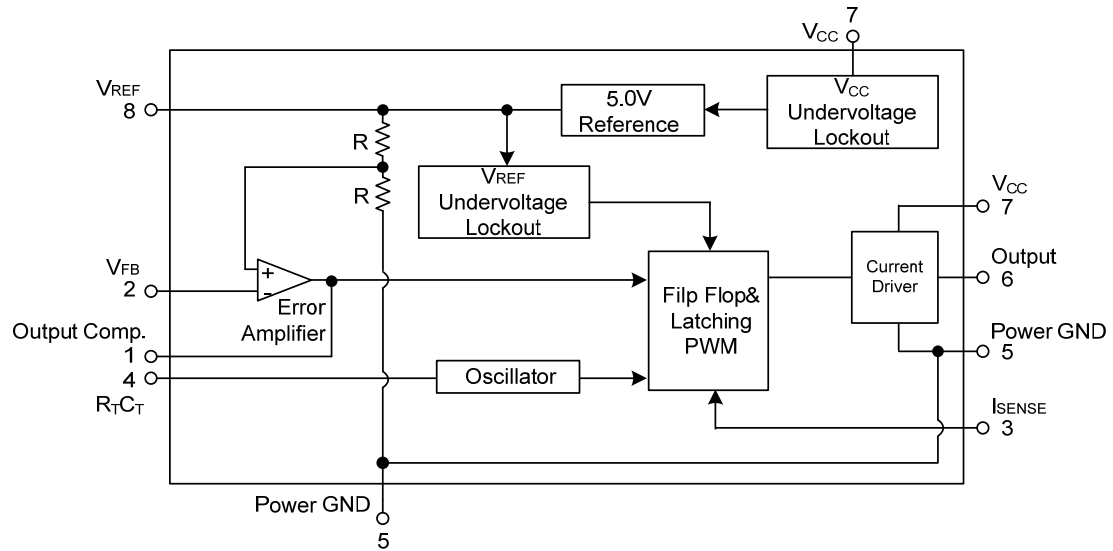 7
VCC
VREF
8
5.0V
Reference
VCC
Undervoltage
Lockout
R
R
VREF
Undervoltage
Lockout
VCC
7
VFB
2
+
-
Error
Amplifier
Filp Flop&
Latching
PWM
Current
Driver
Output
6
Output Comp.
1
Power GND
5
4
RTCT
Oscillator
ISENSE
3
Power GND
5